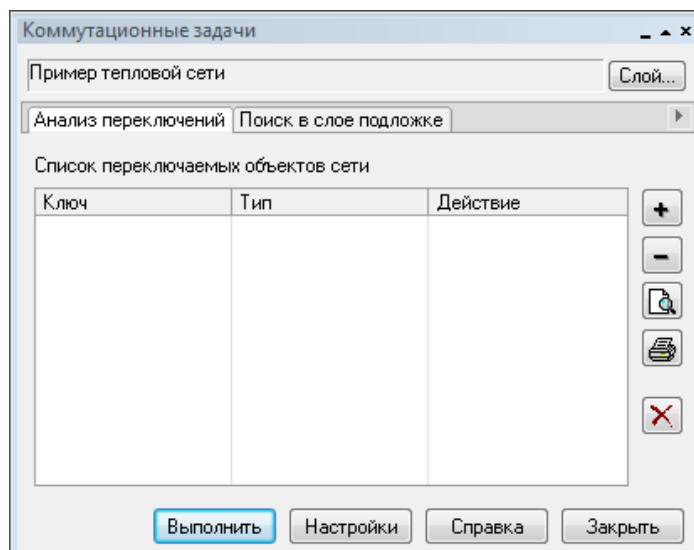 Коммутационные задачи
Пример тепловой сети
Слой...
Анализ переключений Поиск в слое подложке
Список переключаемых объектов сети
Ключ Тип Действие
Выполнить Настройки Справка Закрыть